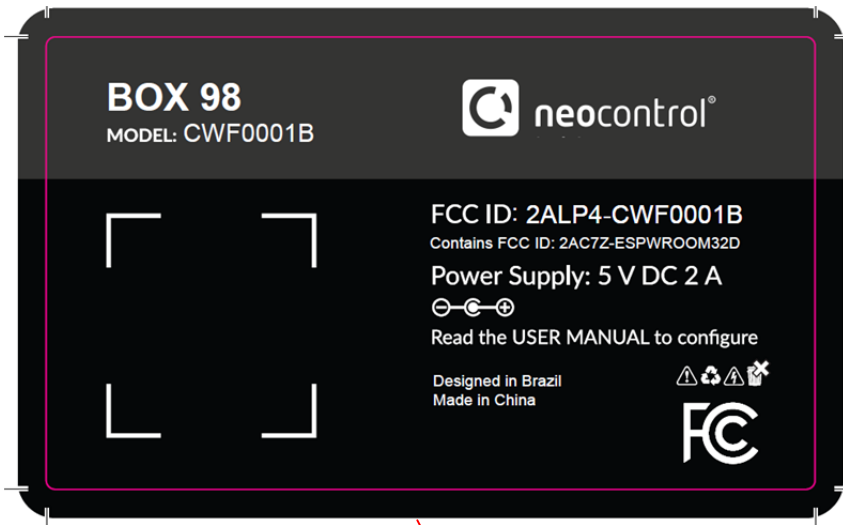 BOX 98
MODEL: CWF0001B
neocontrol®
FCC ID: 2ALP4-CWF0001B
Contains FCC ID: 2AC7Z-ESPWROOM32D
Power Supply: 5 V DC 2 A
Read the USER MANUAL to configure
Designed in Brazil
Made in China
FC